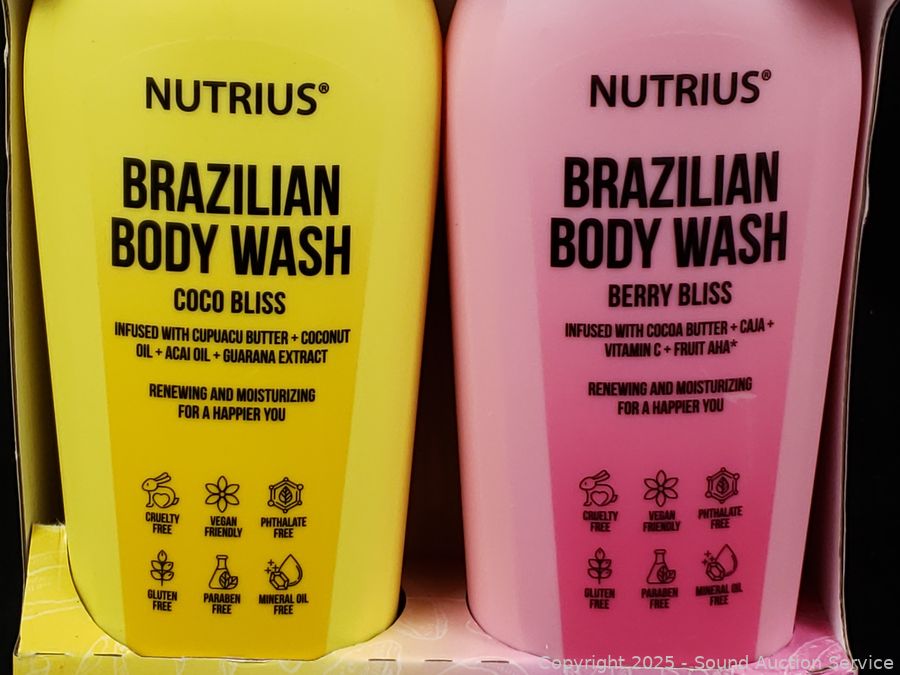 NUTRIUS®
BRAZILIAN
BODY WASH
COCO BLISS
INFUSED WITH CUPUACU BUTTER + COCONUT
OIL + ACAI OIL + GUARANA EXTRACT
RENEWING AND MOISTURIZING
FOR A HAPPIER YOU
CRUELTY
FREE
VEGAN
FRIENDLY
PHTHALATE
FREE
GLUTEN
FREE
PARABEN
FREE
MINERAL OIL
FREE
NUTRIUS®
BRAZILIAN
BODY WASH
BERRY BLISS
INFUSED WITH COCOA BUTTER + CAJA +
VITAMIN C + FRUIT AHA*
RENEWING AND MOISTURIZING
FOR A HAPPIER YOU
CRUELTY
FREE
VEGAN
FRIENDLY
PHTHALATE
FREE
GLUTEN
FREE
PARABEN
FREE
MINERAL OIL
FREE
Copyright 2025 - Sound Auction Service